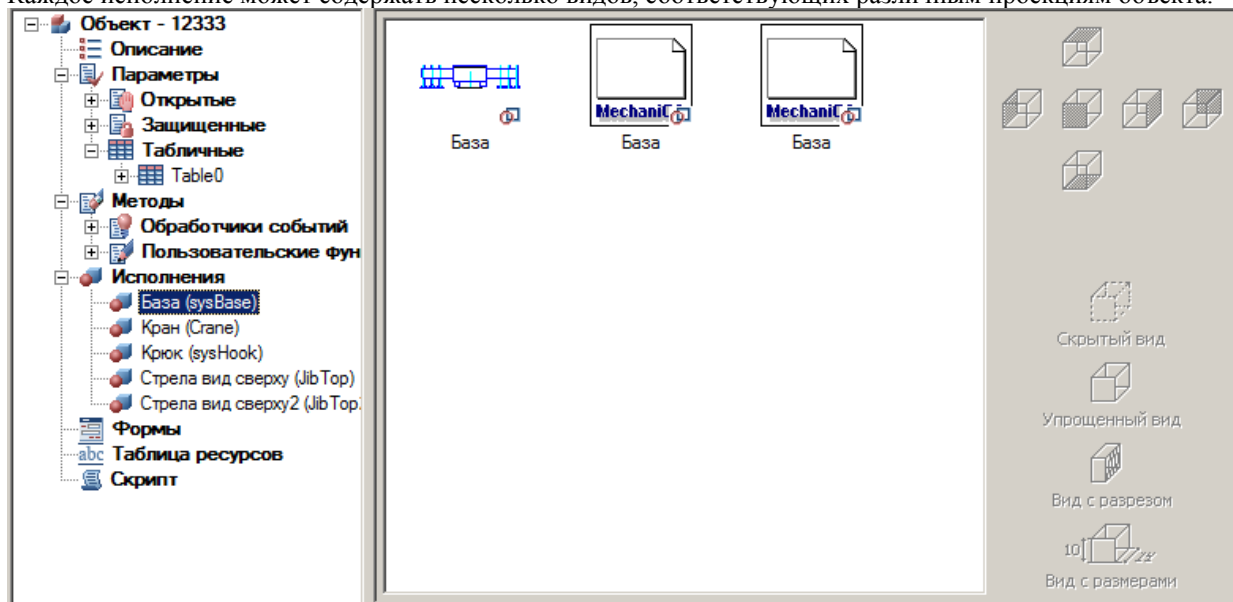 Каждое исполнение может содержать несколько видов, соответствующих различным проекциям объекта.
Объект - 12333
Описание
Параметры
Открытые
Защищенные
Табличные
Table0
Методы
Обработчики событий
Пользовательские фун
Исполнения
База (sysBase)
Кран (Crane)
Крюк (sysHook)
Стрела вид сверху (JibTop)
Стрела вид сверху2 (JibTop
Формы
abc Таблица ресурсов
Скрипт
MechaniC
MechaniC
База
База
База
Скрытый вид
Упрощенный вид
Вид с разрезом
10
Вид с размерами